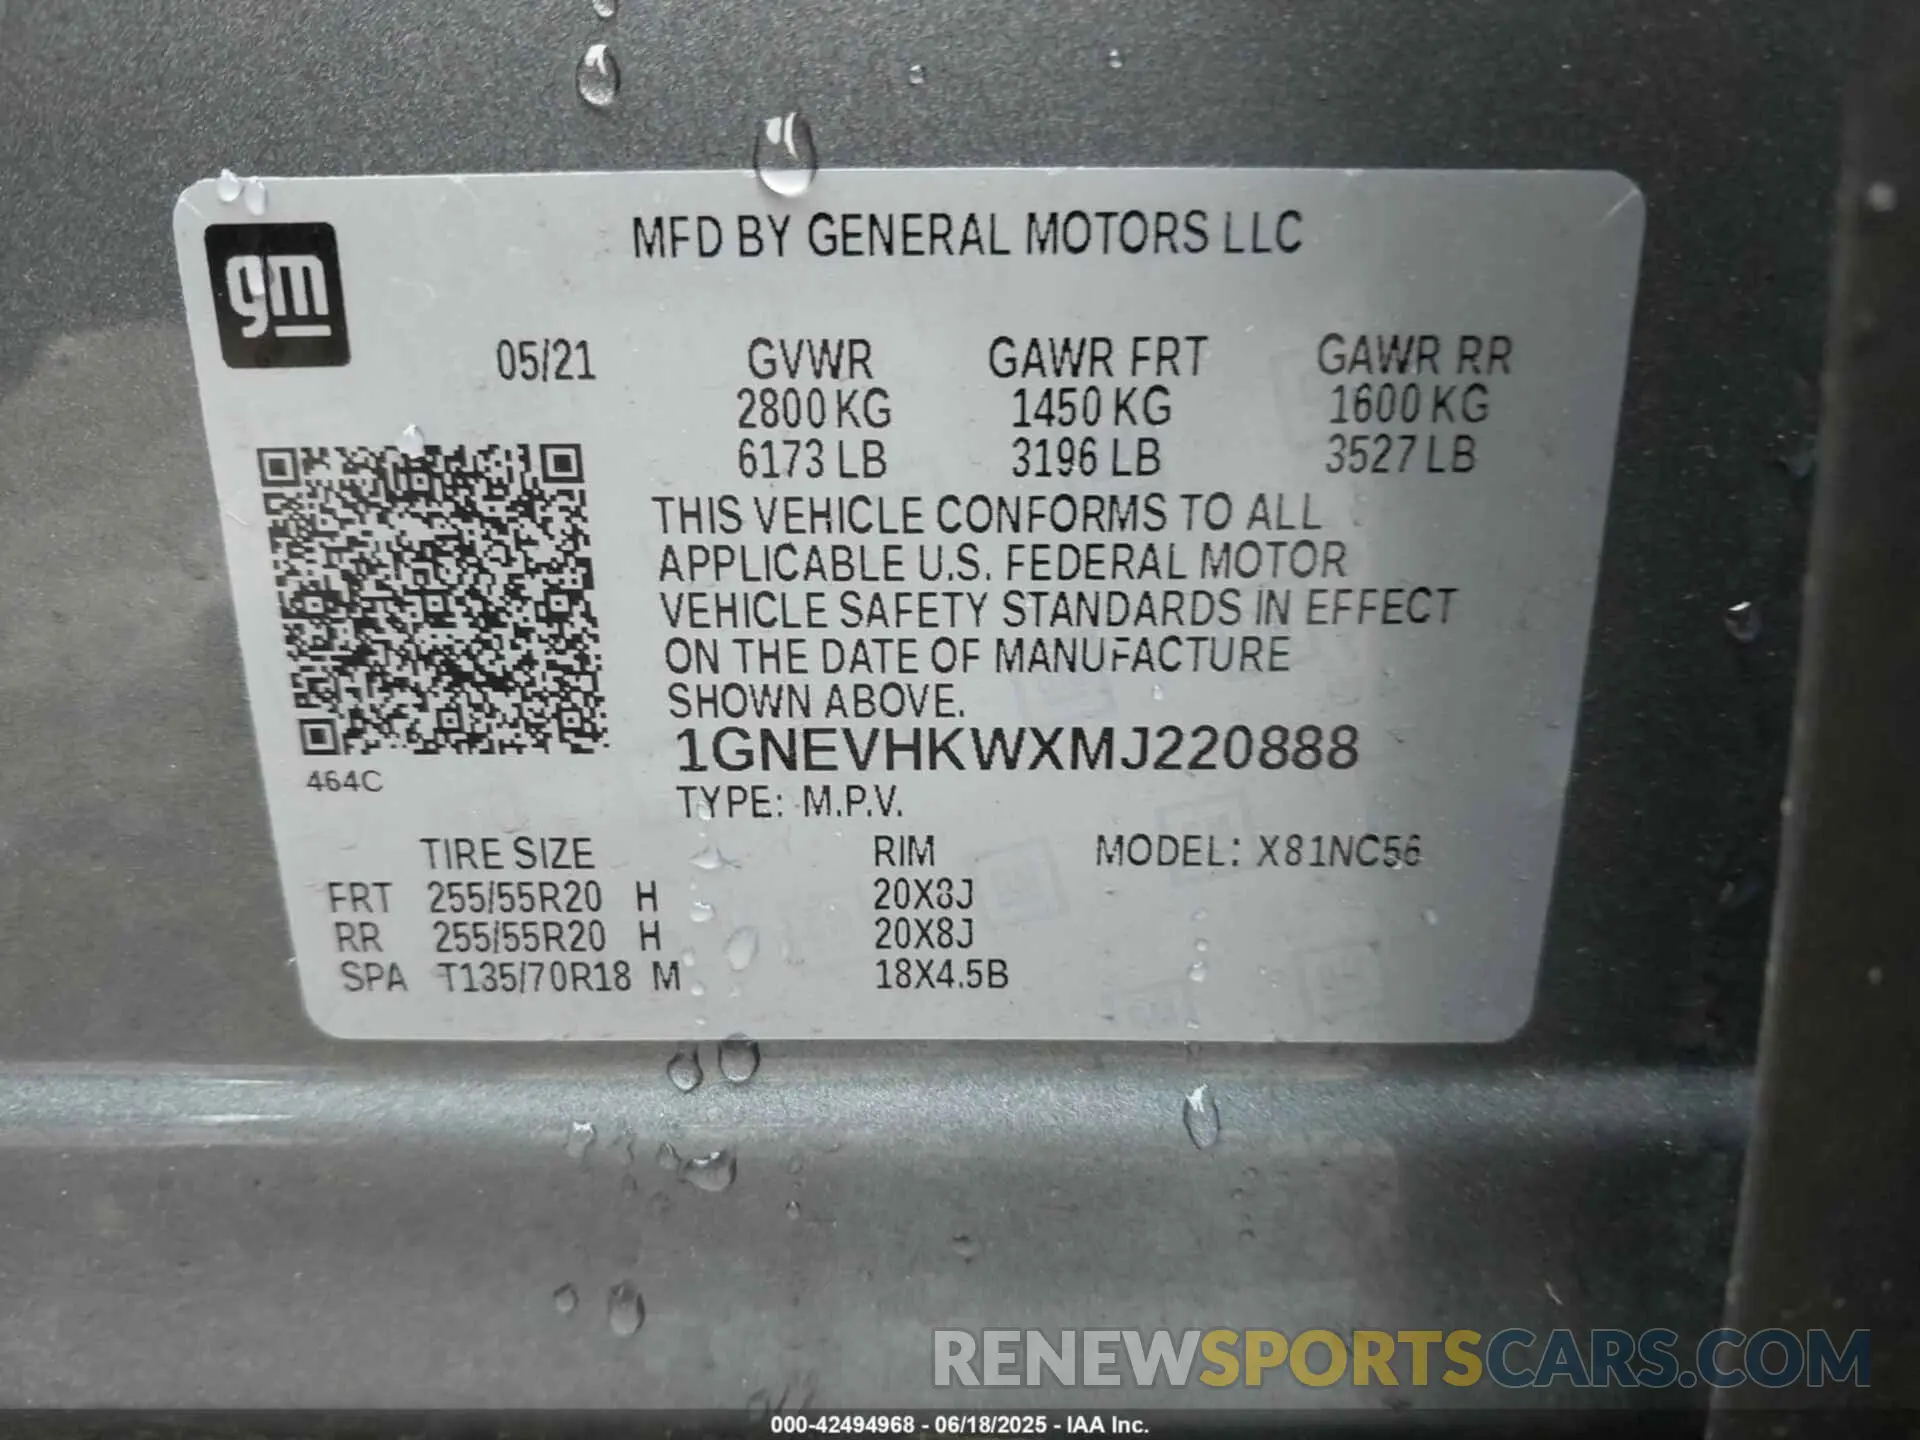 gm
MFD BY GENERAL MOTORS LLC
05/21 GVWR GAWR FRT GAWR RR
2800 KG 1450 KG 1600 KG
6173 LB 3196 LB 3527 LB
THIS VEHICLE CONFORMS TO ALL
APPLICABLE U.S. FEDERAL MOTOR
VEHICLE SAFETY STANDARDS IN EFFECT
ON THE DATE OF MANUFACTURE
SHOWN ABOVE.
1GNEVHKWXMJ220888
464C
TYPE: M.P.V.
TIRE SIZE RIM MODEL: X81NC56
FRT 255/55R20 H 20X8J
RR 255/55R20 H 20X8J
SPA T135/70R18 M 18X4.5B
RENEWSPORTSCARS.COM
000-42494968 - 06/18/2025 - IAA Inc.